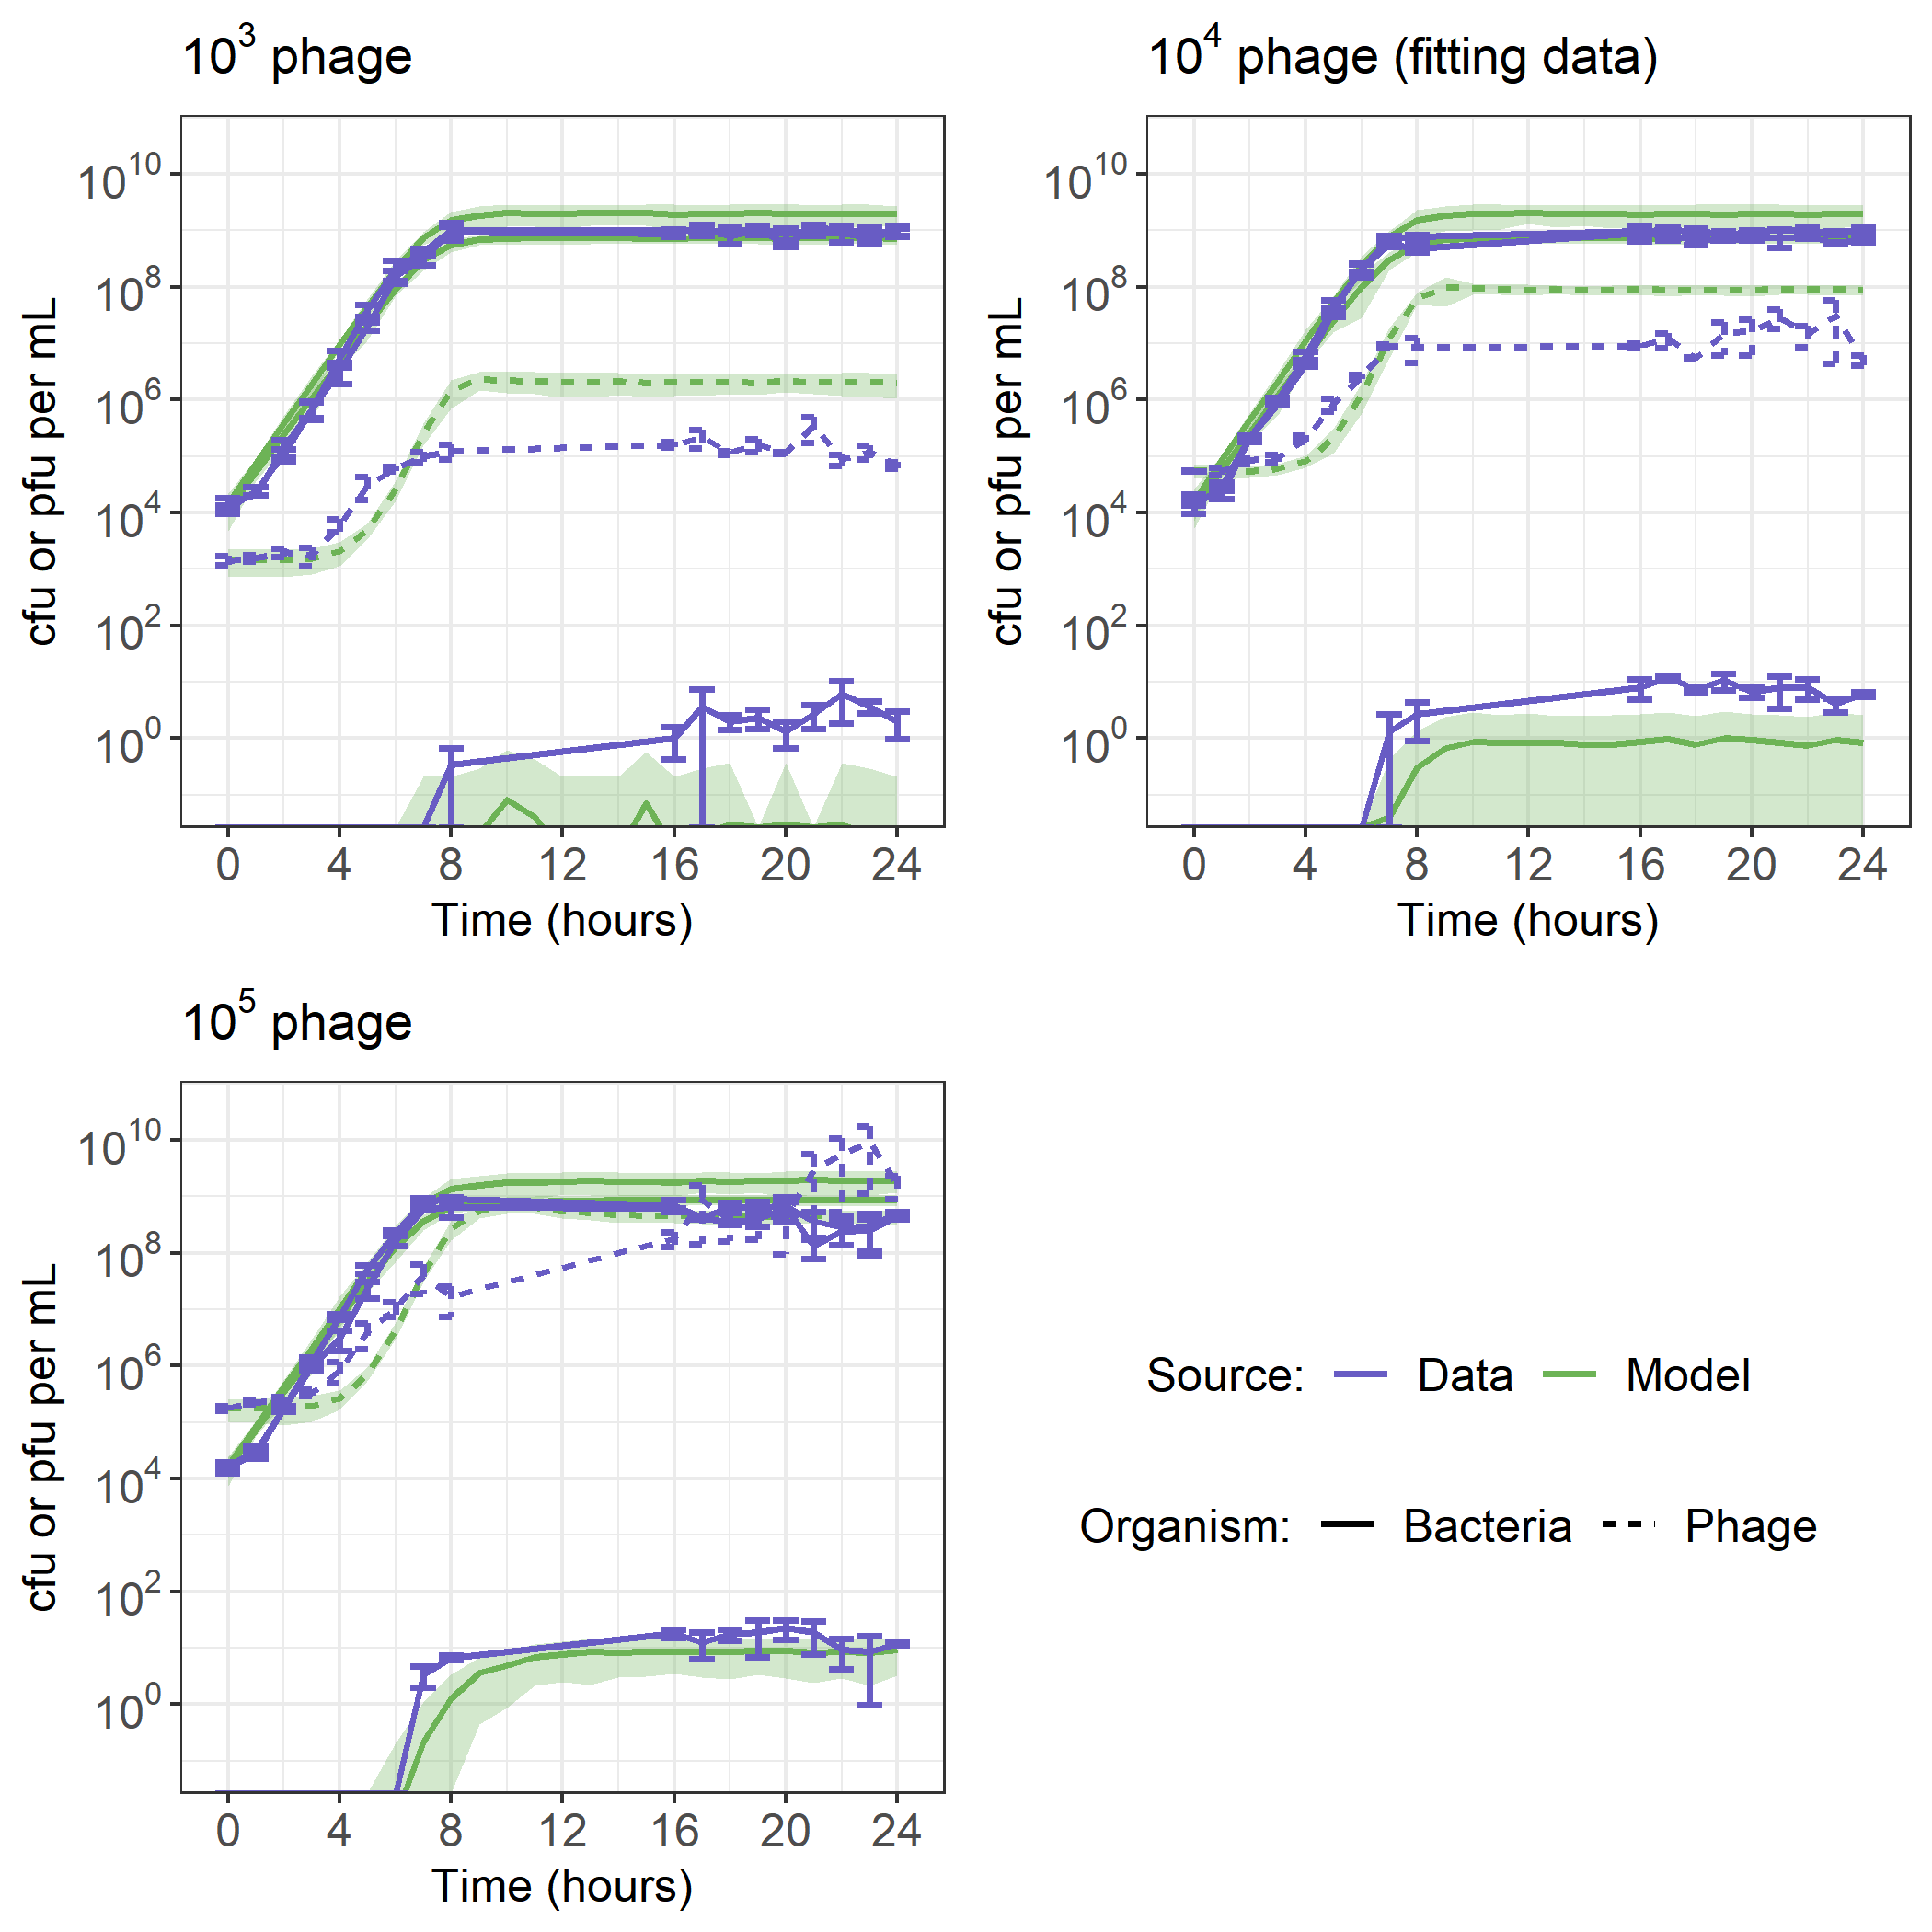 10³ phage
10⁴ phage (fitting data)
cfu or pfu per mL
10¹⁰
10⁸
10⁶
10⁴
10²
10⁰
0 4 8 12 16 20 24
Time (hours)
cfu or pfu per mL
10¹⁰
10⁸
10⁶
10⁴
10²
10⁰
0 4 8 12 16 20 24
Time (hours)
10⁵ phage
cfu or pfu per mL
10¹⁰
10⁸
10⁶
10⁴
10²
10⁰
0 4 8 12 16 20 24
Time (hours)
Source: Data Model
Organism: Bacteria Phage